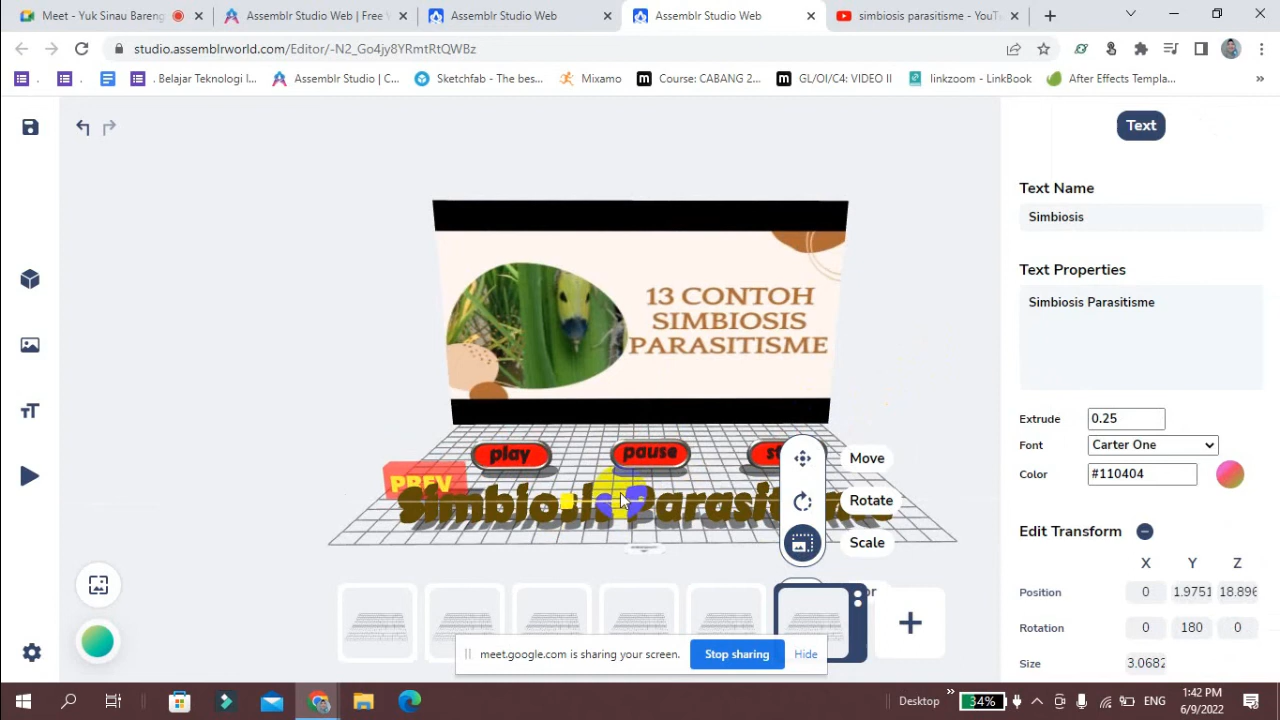 Meet - Yuk Sinau Bareng
Assemblr Studio Web | Free V
Assemblr Studio Web
Assemblr Studio Web
simbiosis parasitisme - YouT
studio.assemblrworld.com/Editor/-N2_Go4jy8YRmtRtQWBz
. Belajar Teknologi I...
Assemblr Studio | C...
Sketchfab - The bes...
Mixamo
Course: CABANG 2...
GL/OI/C4: VIDEO II
linkzoom – LinkBook
After Effects Templa...
»
Text
Text Name
Simbiosis
Text Properties
Simbiosis Parasitisme
Extrude 0.25
Font Carter One
Color #110404
Edit Transform
X Y Z
Position 0 1.9751 18.896
Rotation 0 180 0
Size 3.0682
13 CONTOH
SIMBIOSIS
PARASITISME
play pause
PREV
Move
Rotate
Scale
meet.google.com is sharing your screen. Stop sharing Hide
Desktop » 34% ENG
1:42 PM
6/9/2022